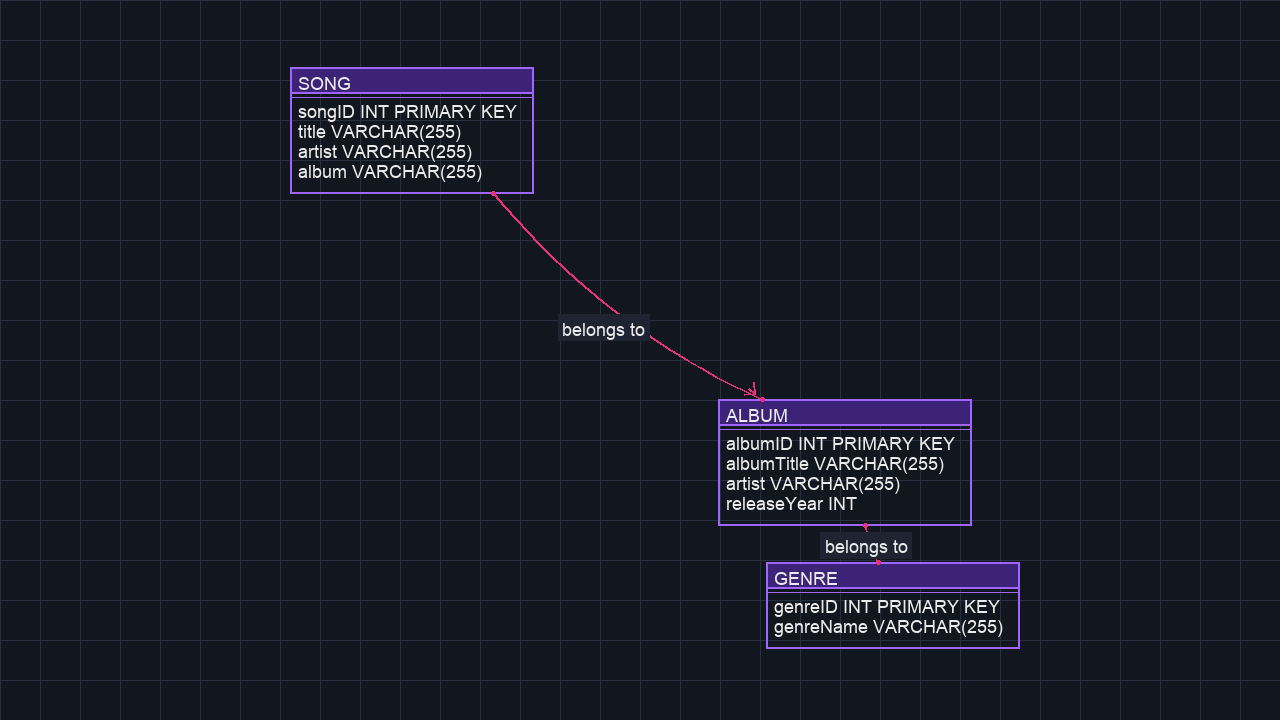 SONG
songID INT PRIMARY KEY
title VARCHAR(255)
artist VARCHAR(255)
album VARCHAR(255)
belongs to
ALBUM
albumID INT PRIMARY KEY
albumTitle VARCHAR(255)
artist VARCHAR(255)
releaseYear INT
belongs to
GENRE
genreID INT PRIMARY KEY
genreName VARCHAR(255)